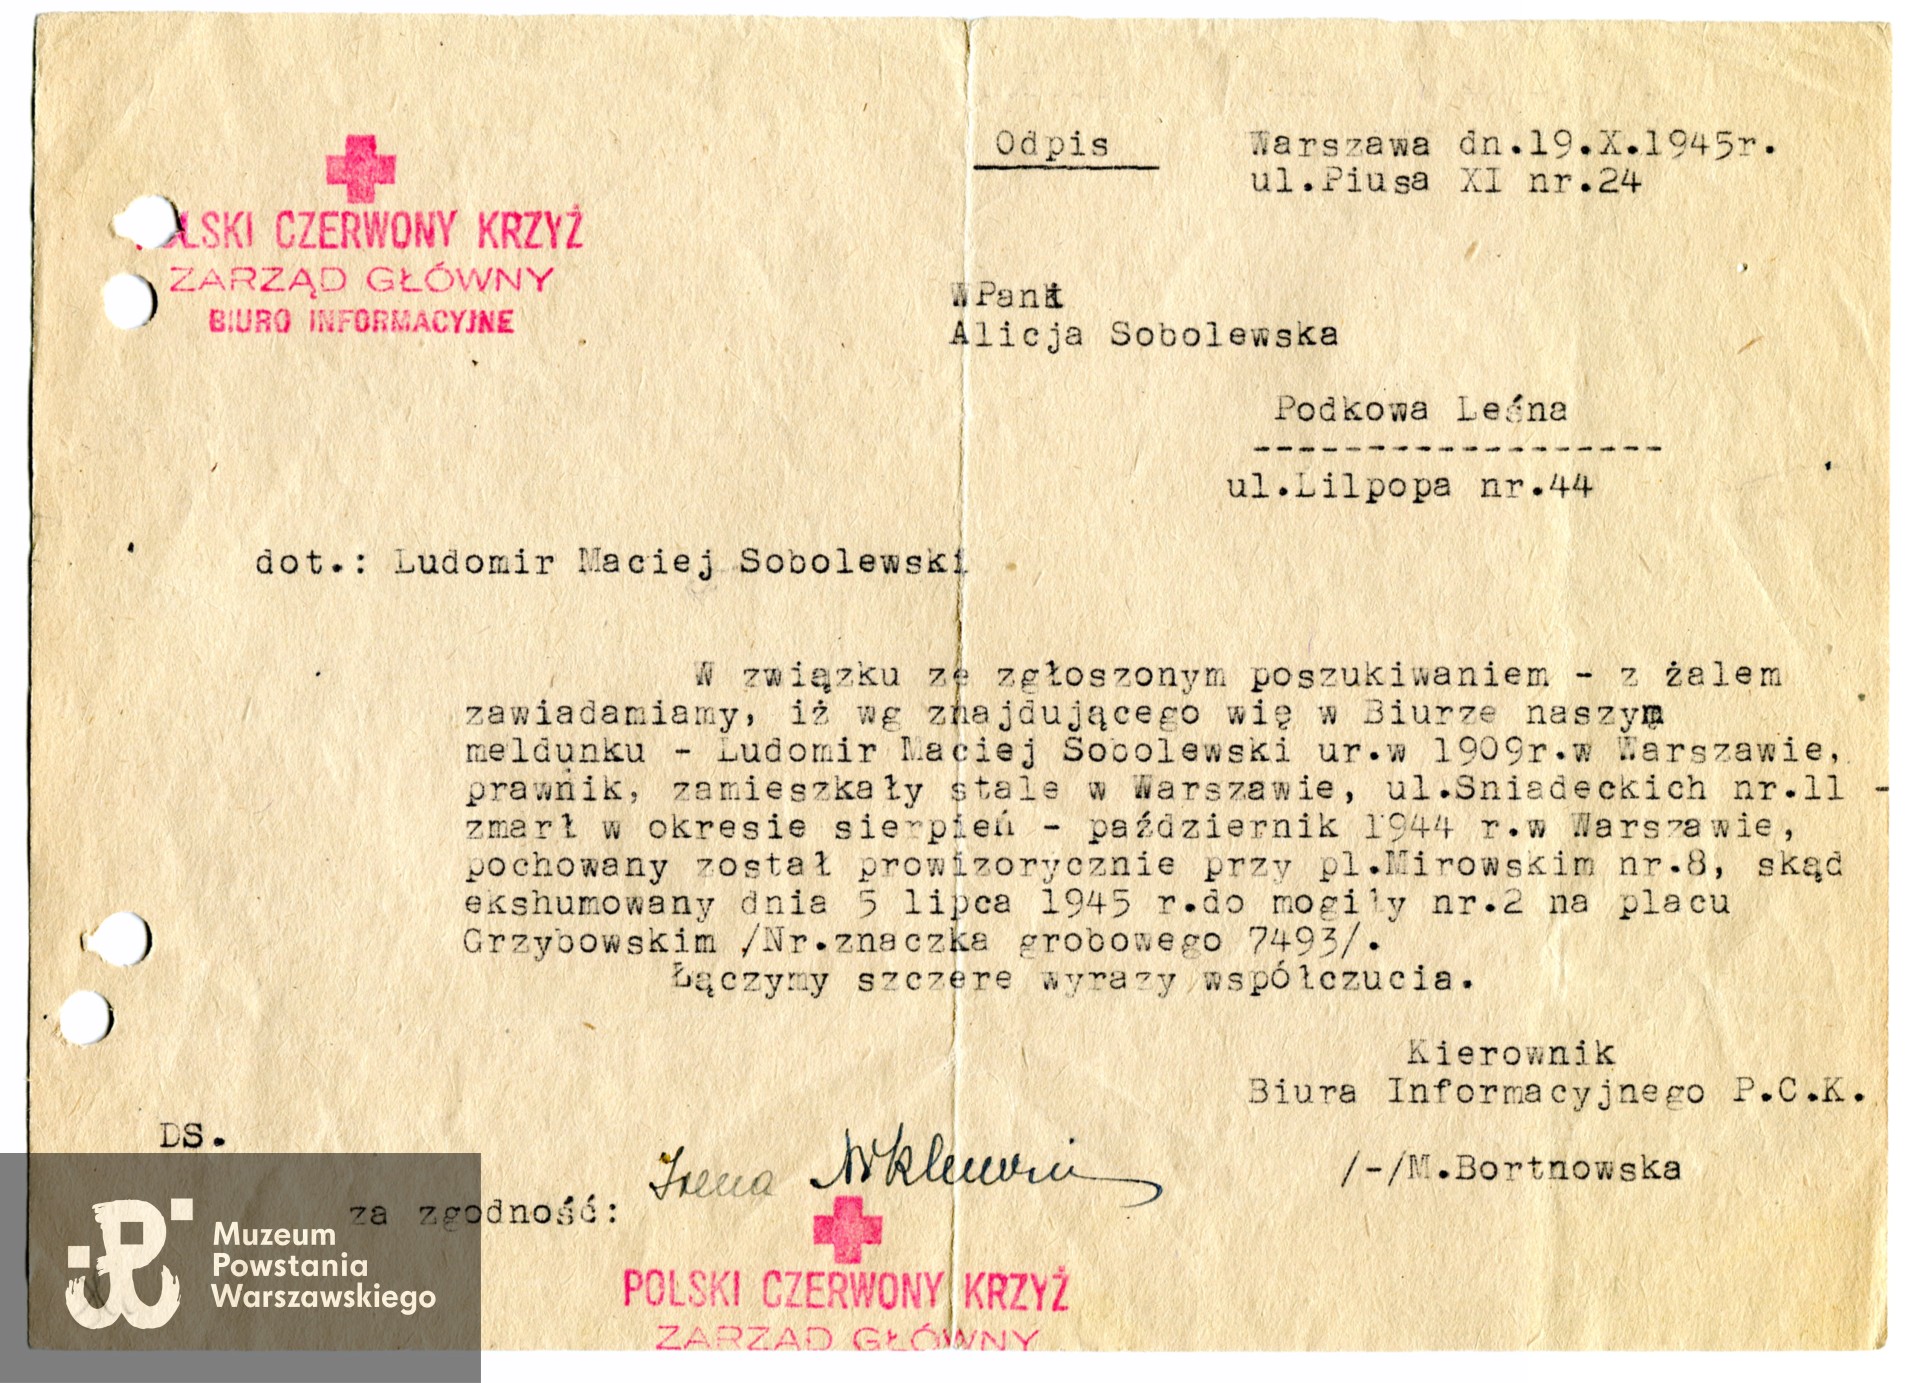 Odpis
Warszawa dn.19.X.1945r.
ul.Piusa XI nr.24
POLSKI CZERWONY KRZYŻ
ZARZĄD GŁÓWNY
BIURO INFORMACYJNE
WPani
Alicja Sobolewska
Podkowa Leśna
ul.Lilpopa nr.44
dot.: Ludomir Maciej Sobolewski
W związku ze zgłoszonym poszukiwaniem - z żalem
zawiadamiamy, iż wg znajdującego wię w Biurze naszym
meldunku - Ludomir Maciej Sobolewski ur.w 1909r.w Warszawie,
prawnik, zamieszkały stale w Warszawie, ul.Sniadeckich nr.11 -
zmarł w okresie sierpień - październik 1944 r.w Warszawie,
pochowany został prowizorycznie przy pl.Mirowskim nr.8, skąd
ekshumowany dnia 5 lipca 1945 r.do mogiły nr.2 na placu
Grzybowskim /Nr.znaczka grobowego 7493/.
Łączymy szczere wyrazy współczucia.
Kierownik
Biura Informacyjnego P.C.K.
DS.
/-/M.Bortnowska
Irena
za zgodność:
POLSKI CZERWONY KRZYŻ
ZARZĄD GŁÓWNY
Muzeum
Powstania
Warszawskiego